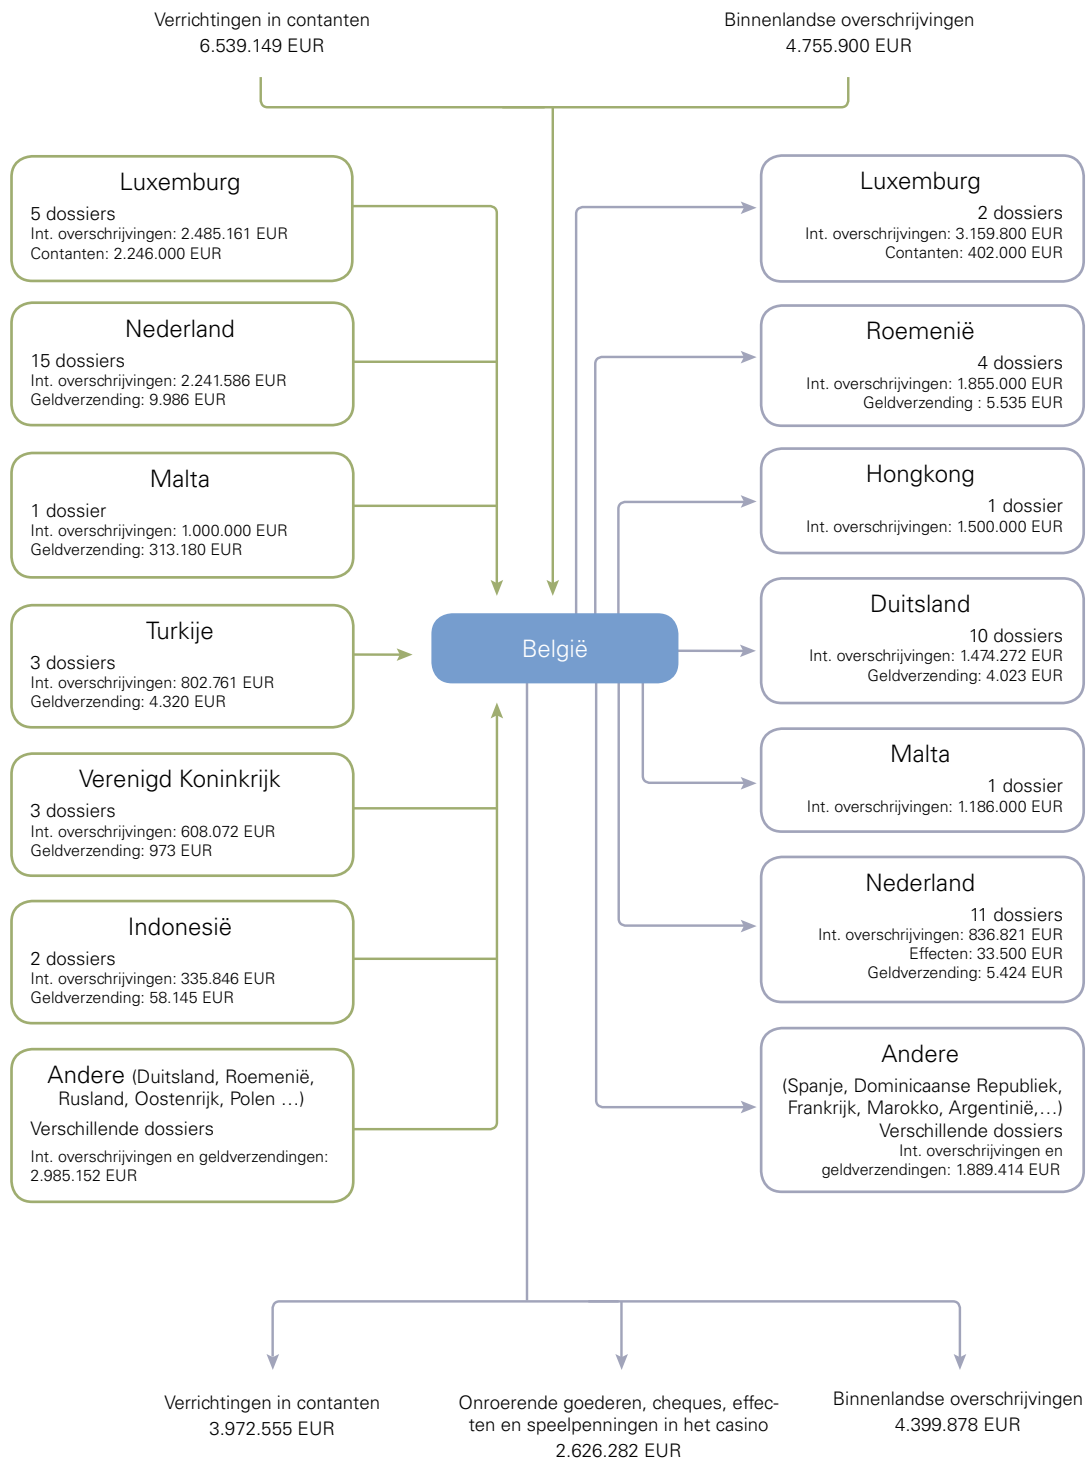 Verrichtingen in contanten
6.539.149 EUR
Binnenlandse overschrijvingen
4.755.900 EUR
Luxemburg
5 dossiers
Int. overschrijvingen: 2.485.161 EUR
Contanten: 2.246.000 EUR
Nederland
15 dossiers
Int. overschrijvingen: 2.241.586 EUR
Geldverzending: 9.986 EUR
Malta
1 dossier
Int. overschrijvingen: 1.000.000 EUR
Geldverzending: 313.180 EUR
Turkije
3 dossiers
Int. overschrijvingen: 802.761 EUR
Geldverzending: 4.320 EUR
Verenigd Koninkrijk
3 dossiers
Int. overschrijvingen: 608.072 EUR
Geldverzending: 973 EUR
Indonesië
2 dossiers
Int. overschrijvingen: 335.846 EUR
Geldverzending: 58.145 EUR
Andere (Duitsland, Roemenië,
Rusland, Oostenrijk, Polen ...)
Verschillende dossiers
Int. overschrijvingen en geldverzendingen:
2.985.152 EUR
België
Luxemburg
2 dossiers
Int. overschrijvingen: 3.159.800 EUR
Contanten: 402.000 EUR
Roemenië
4 dossiers
Int. overschrijvingen: 1.855.000 EUR
Geldverzending : 5.535 EUR
Hongkong
1 dossier
Int. overschrijvingen: 1.500.000 EUR
Duitsland
10 dossiers
Int. overschrijvingen: 1.474.272 EUR
Geldverzending: 4.023 EUR
Malta
1 dossier
Int. overschrijvingen: 1.186.000 EUR
Nederland
11 dossiers
Int. overschrijvingen: 836.821 EUR
Effecten: 33.500 EUR
Geldverzending: 5.424 EUR
Andere
(Spanje, Dominicaanse Republiek,
Frankrijk, Marokko, Argentinië,...)
Verschillende dossiers
Int. overschrijvingen en
geldverzendingen: 1.889.414 EUR
Verrichtingen in contanten
3.972.555 EUR
Onroerende goederen, cheques, effec-
ten en speelpenningen in het casino
2.626.282 EUR
Binnenlandse overschrijvingen
4.399.878 EUR